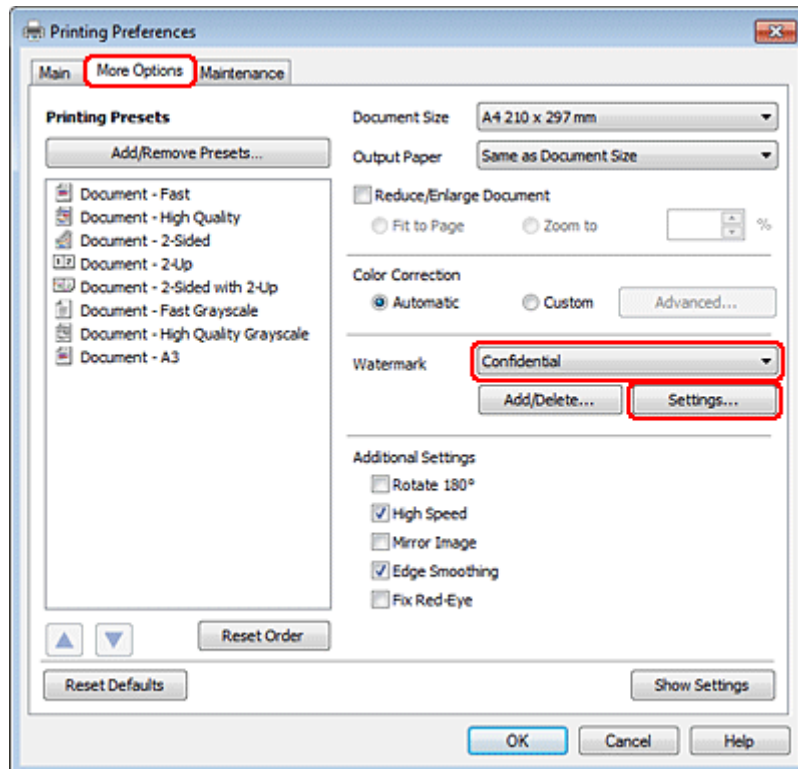 Printing Preferences
Main More Options Maintenance
Printing Presets
Add/Remove Presets...
Document - Fast
Document - High Quality
Document - 2-Sided
Document - 2-Up
Document - 2-Sided with 2-Up
Document - Fast Grayscale
Document - High Quality Grayscale
Document - A3
Reset Order
Document Size A4 210 x 297 mm
Output Paper Same as Document Size
Reduce/Enlarge Document
Fit to Page Zoom to %
Color Correction
Automatic Custom Advanced...
Watermark Confidential
Add/Delete... Settings...
Additional Settings
Rotate 180°
High Speed
Mirror Image
Edge Smoothing
Fix Red-Eye
Reset Defaults Show Settings
OK Cancel Help